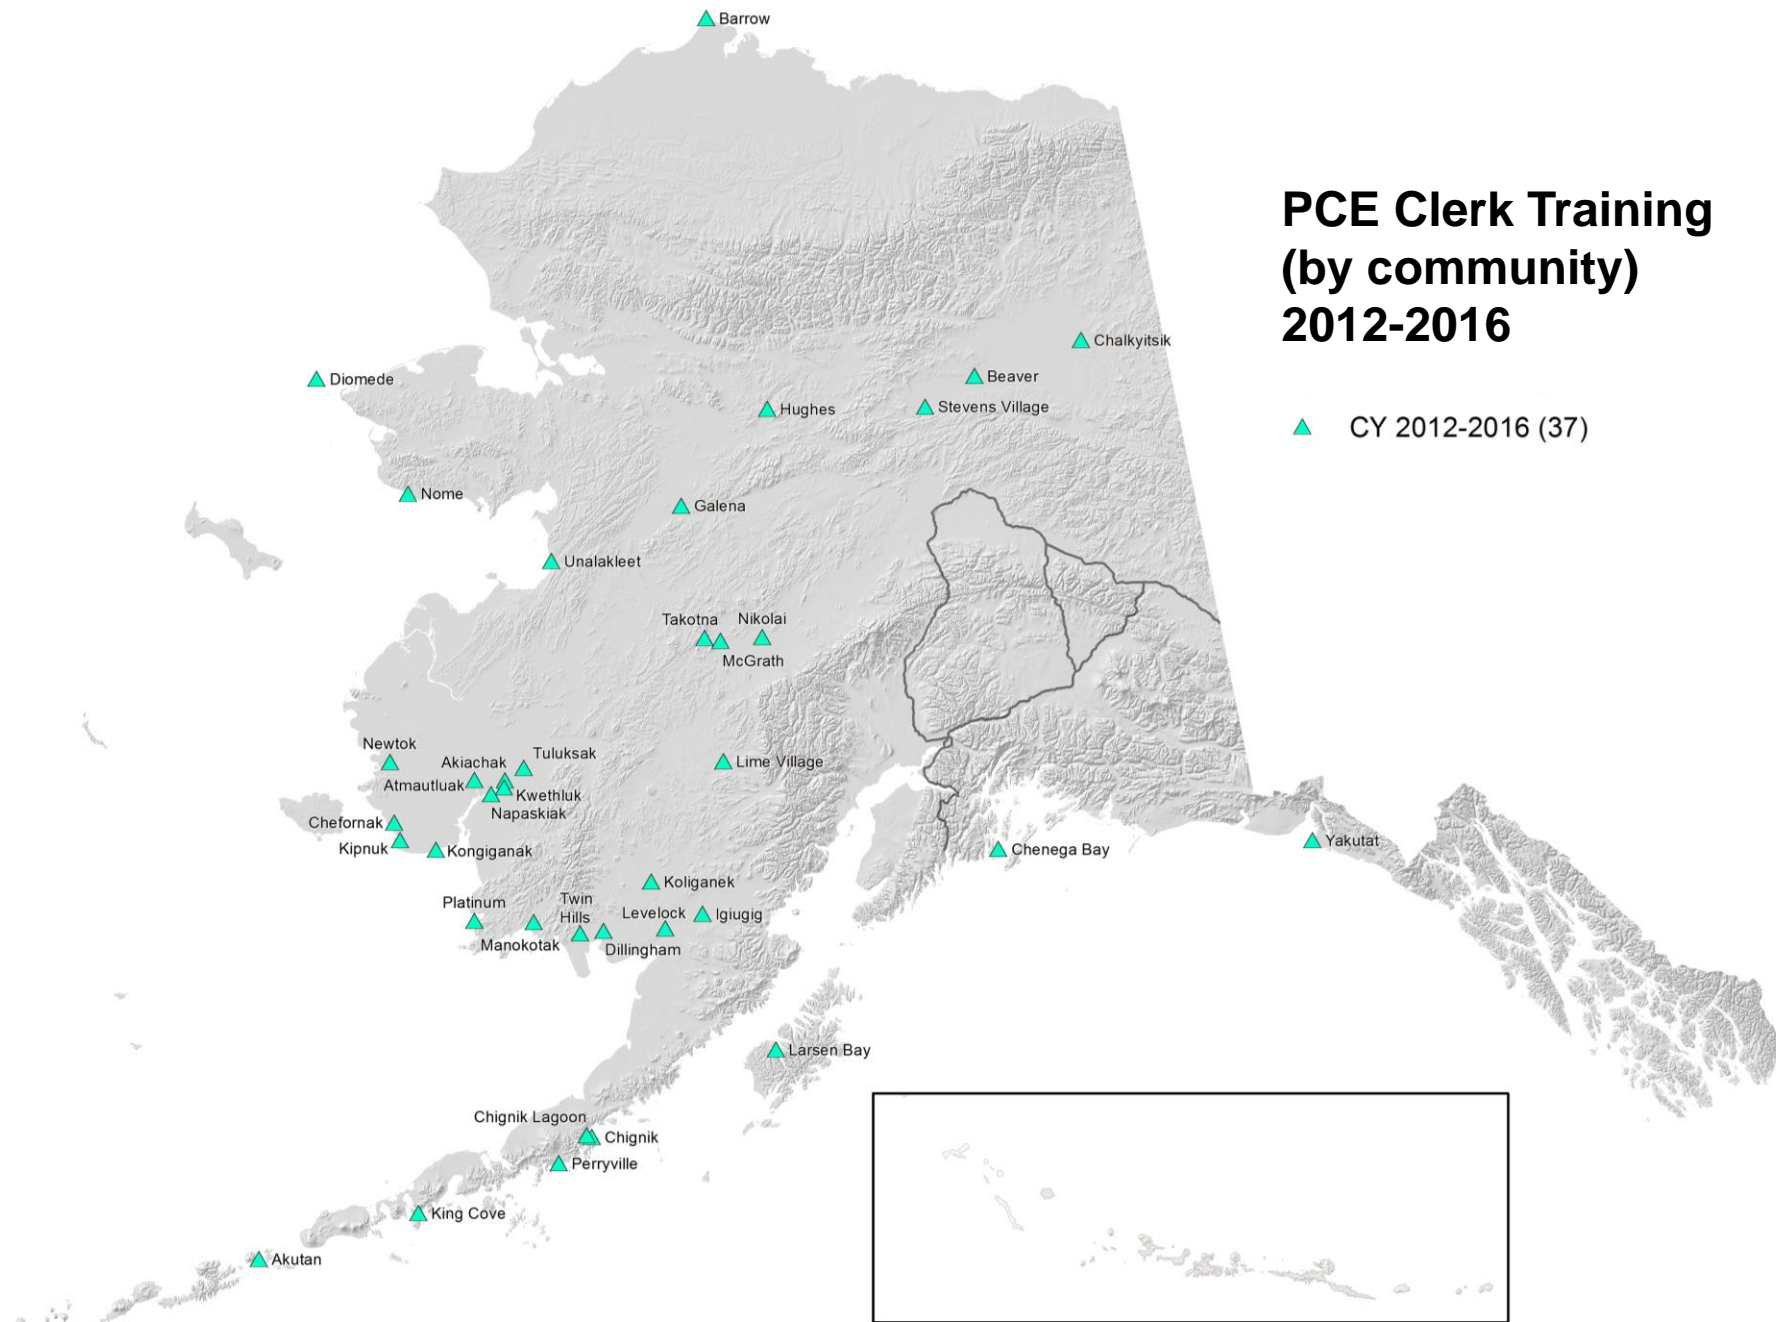 Barrow
PCE Clerk Training
(by community)
2012-2016
CY 2012-2016 (37)
Chalkyitsik
Beaver
Diomede
Hughes
Stevens Village
Nome
Galena
Unalakleet
Takotna
Nikolai
McGrath
Newtok
Akiachak
Tuluksak
Lime Village
Atmautluak
Kwethluk
Napaskiak
Chefornak
Kipnuk
Kongiganak
Chenega Bay
Yakutat
Koliganek
Platinum
Twin
Hills
Levelock
Igiugig
Manokotak
Dillingham
Larsen Bay
Chignik Lagoon
Chignik
Perryville
King Cove
Akutan